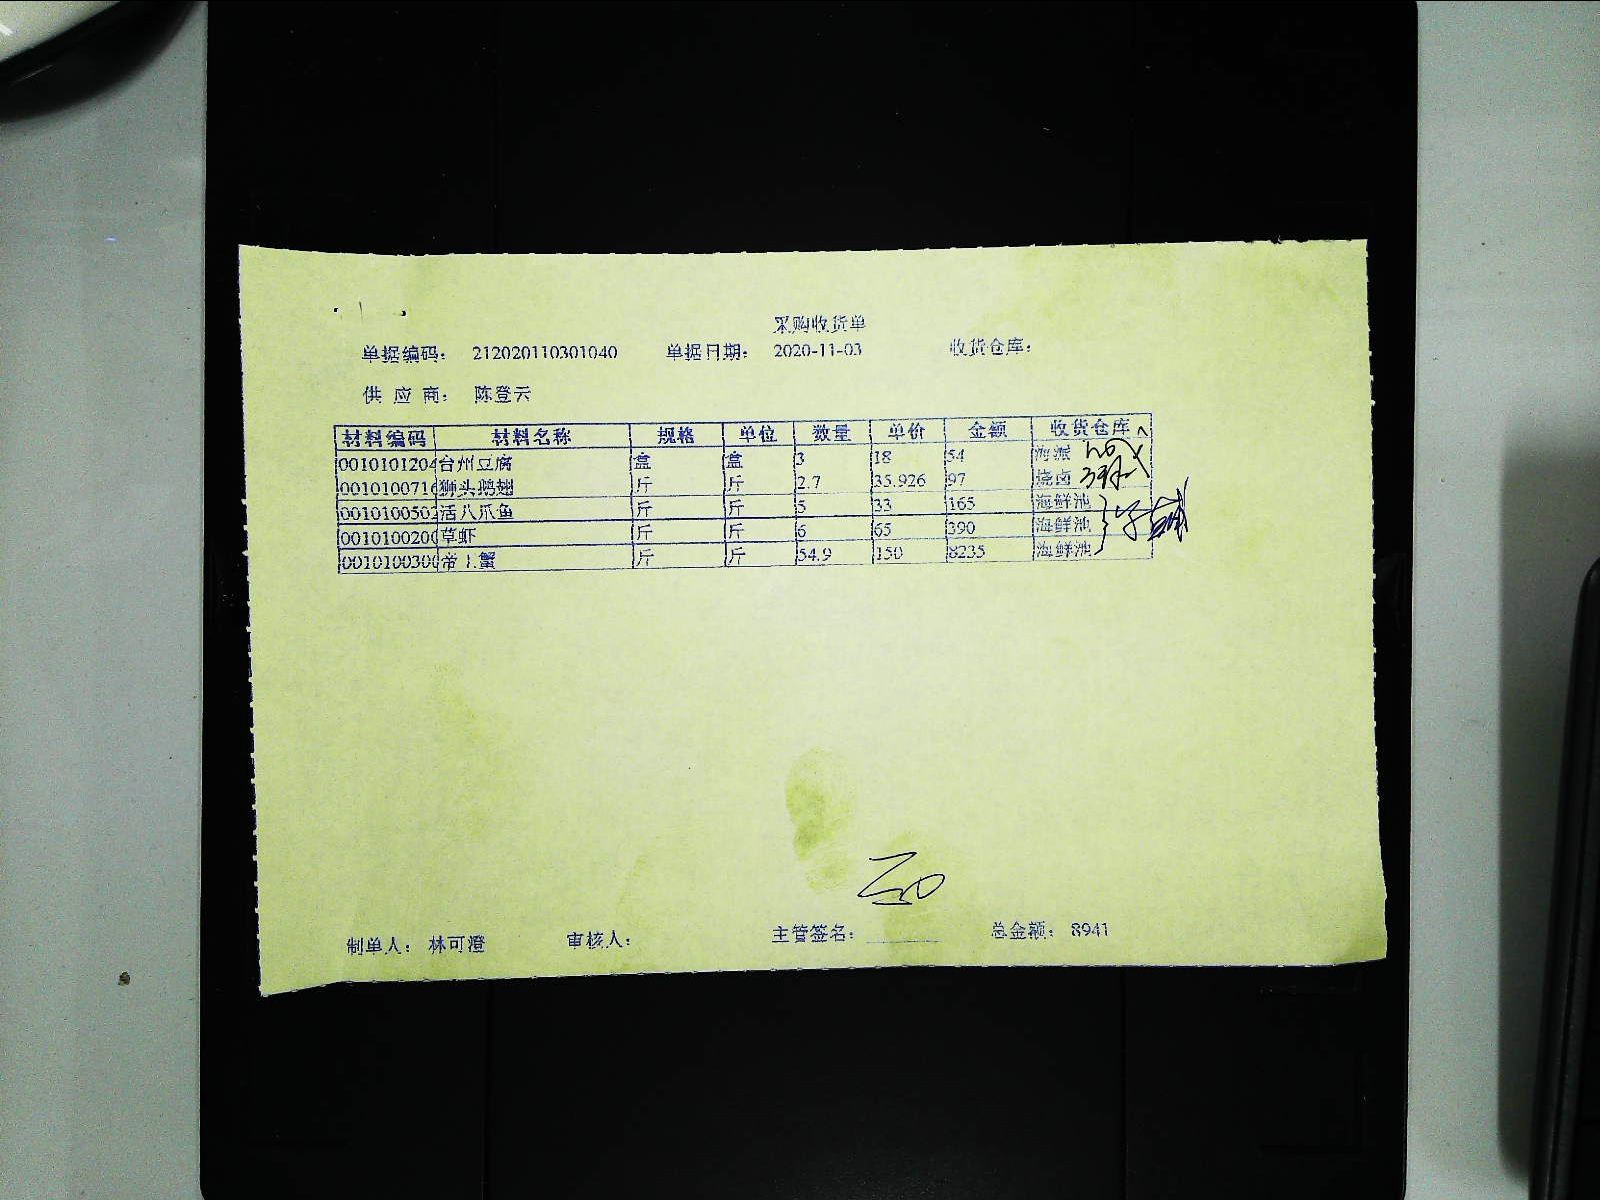 采购收货单
单据编码： 212020110301040 单据日期： 2020-11-03 收货仓库：
供 应 商： 陈登云
材料编码 材料名称 规格 单位 数量 单价 金额 收货仓库
0010101204 台州豆腐 盒 盒 3 18 54 海派
0010100716 狮头鹅翅 斤 斤 2.7 35.926 97 烧卤
0010100502 活八爪鱼 斤 斤 5 33 165 海鲜池
0010100200 草虾 斤 斤 6 65 390 海鲜池
0010100300 帝王蟹 斤 斤 54.9 150 8235 海鲜池
制单人： 林可澄 审核人： 主管签名： 总金额： 8941